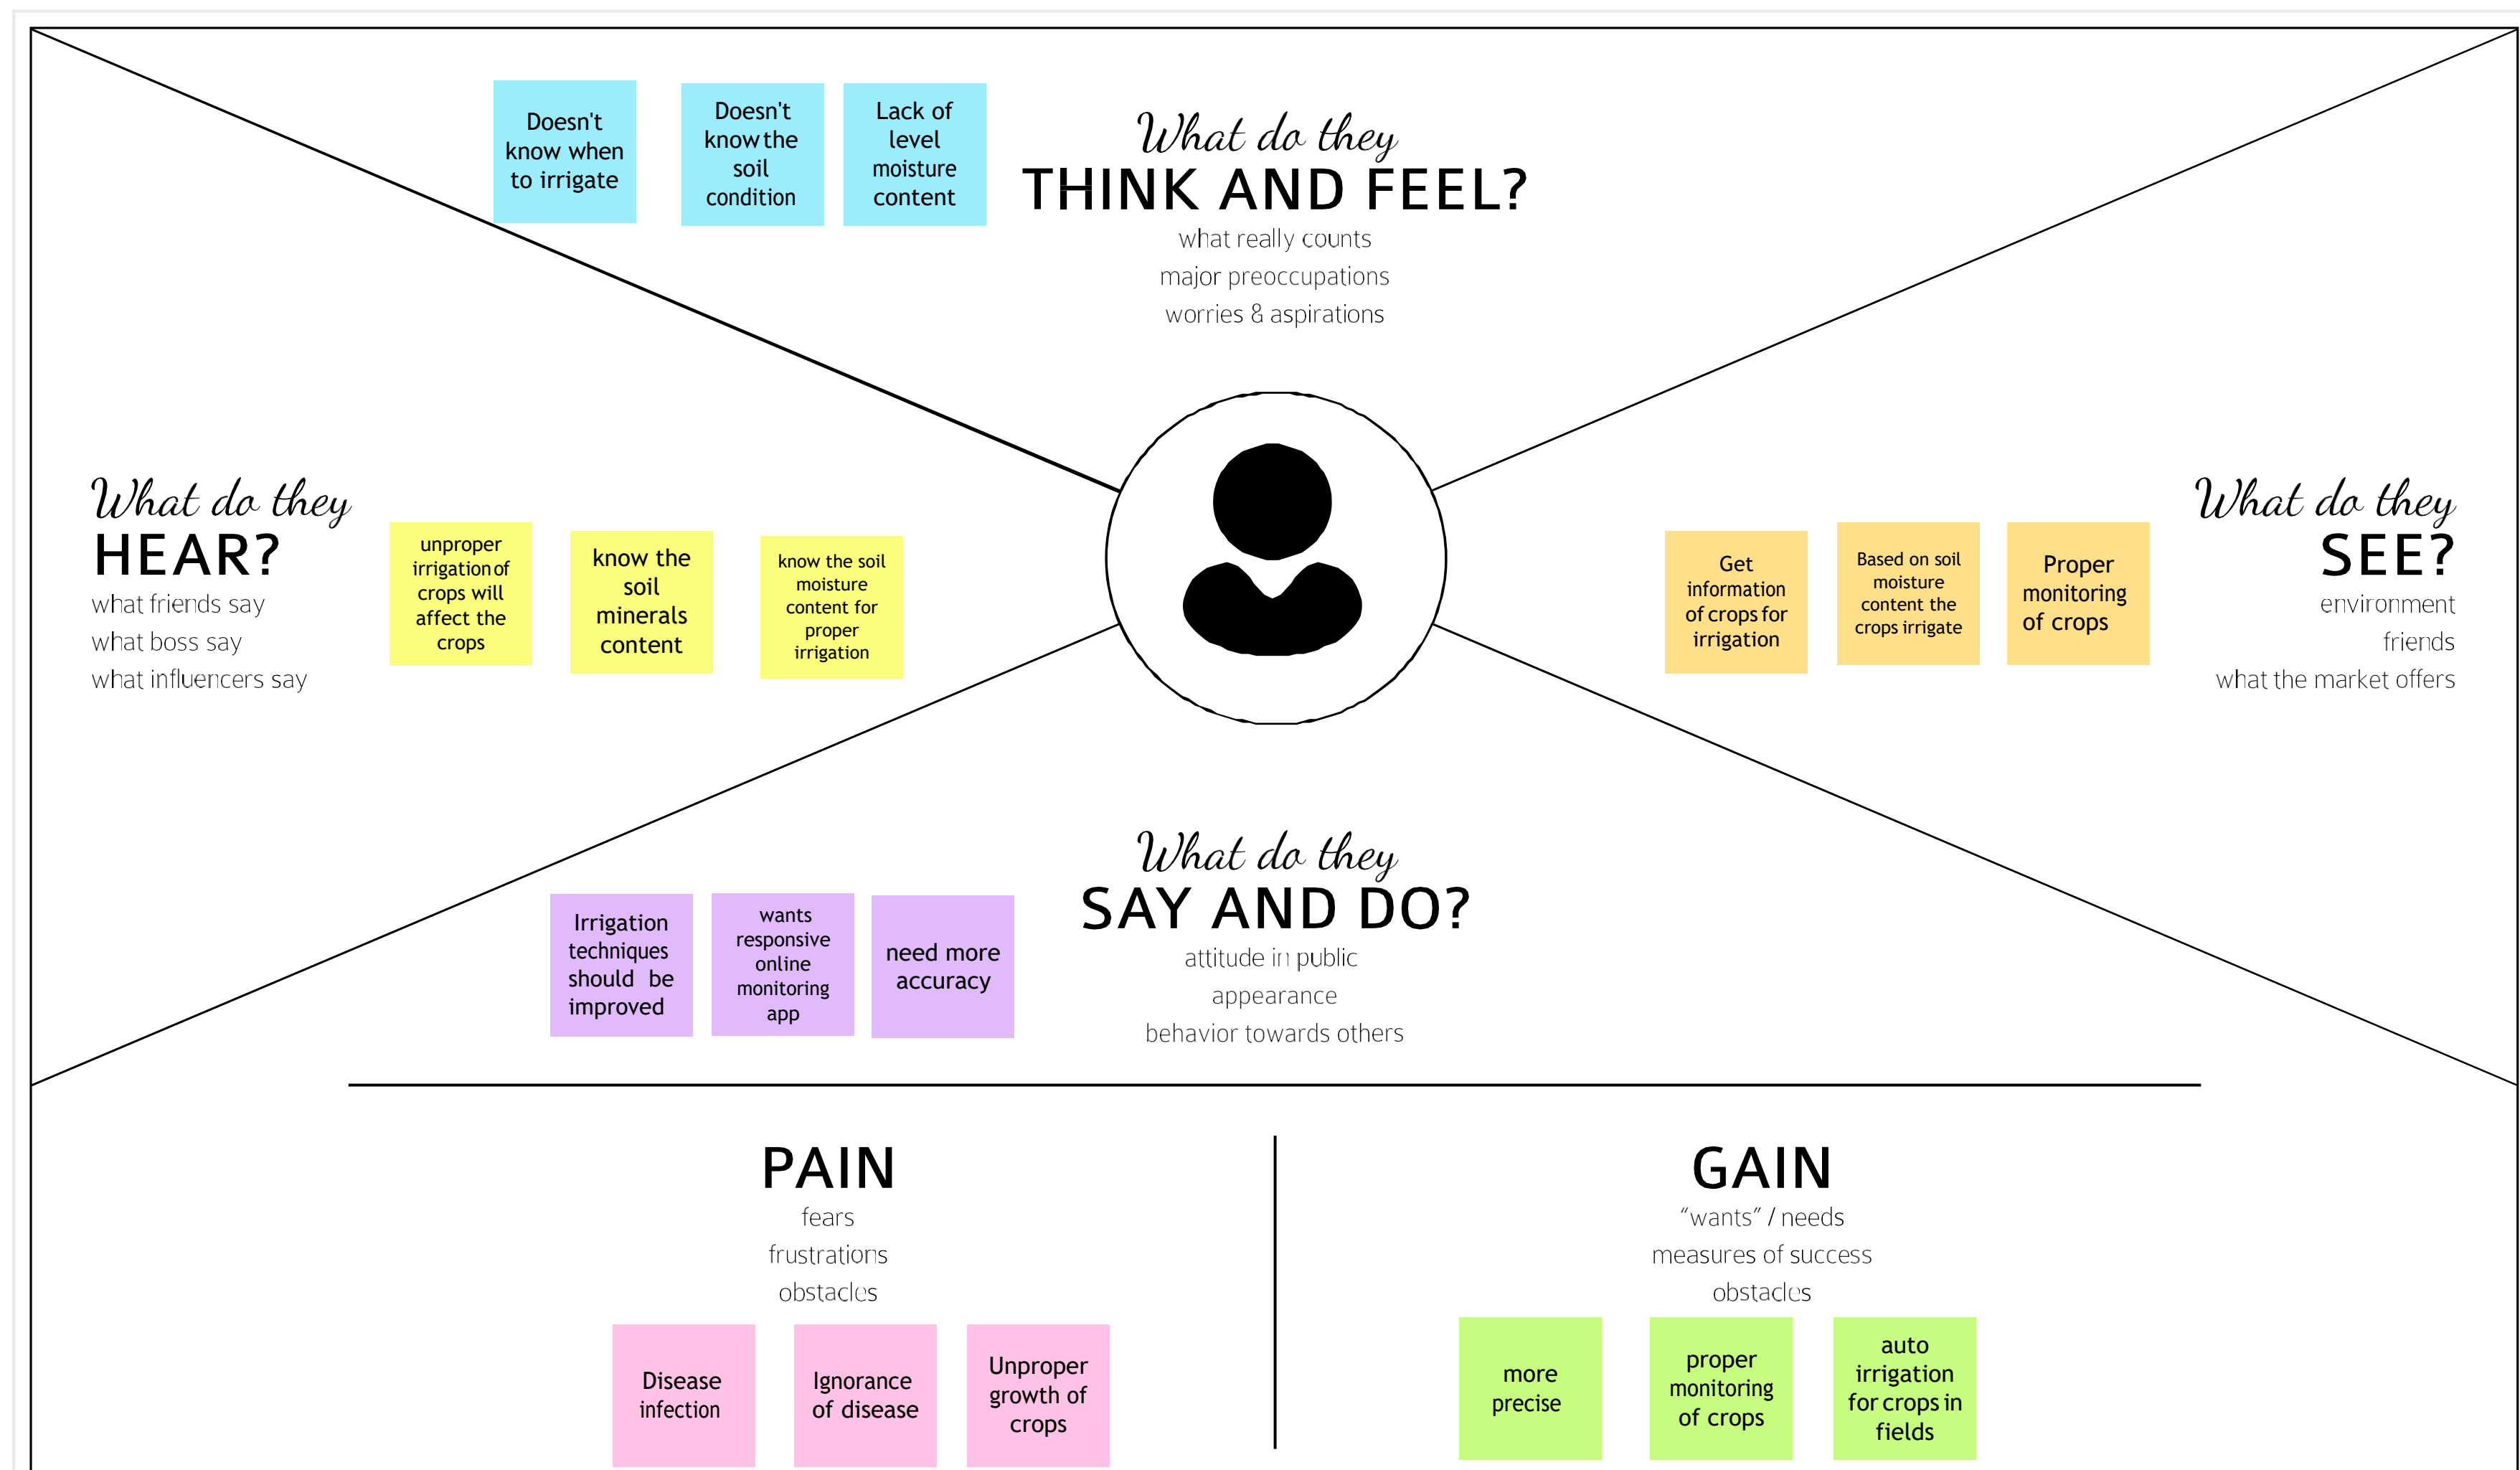 Doesn't
know when
to irrigate
Doesn't
know the
soil
condition
Lack of
level
moisture
content
What do they
THINK AND FEEL?
what really counts
major preoccupations
worries & aspirations
What do they
HEAR?
what friends say
what boss say
what influencers say
unproper
irrigation of
crops will
affect the
crops
know the
soil
minerals
content
know the soil
moisture
content for
proper
irrigation
Get
information
of crops for
irrigation
Based on soil
moisture
content the
crops irrigate
Proper
monitoring
of crops
What do they
SEE?
environment
friends
what the market offers
Irrigation
techniques
should be
improved
wants
responsive
online
monitoring
app
need more
accuracy
What do they
SAY AND DO?
attitude in public
appearance
behavior towards others
PAIN
fears
frustrations
obstacles
Disease
infection
Ignorance
of disease
Unproper
growth of
crops
GAIN
“wants” / needs
measures of success
obstacles
more
precise
proper
monitoring
of crops
auto
irrigation
for crops in
fields